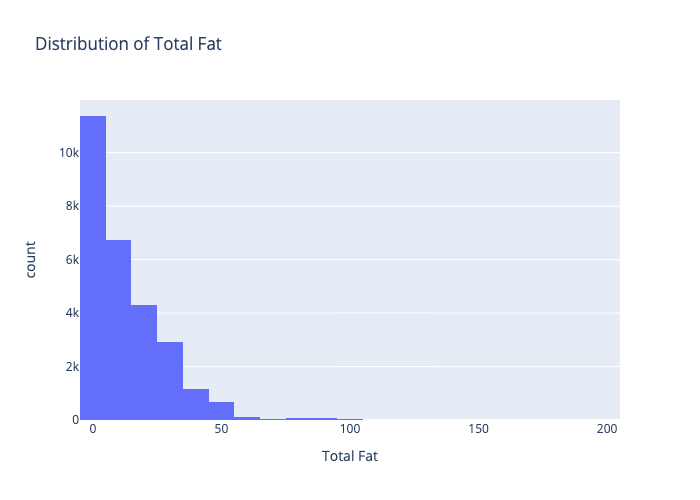 Distribution of Total Fat
10k
8k
6k
4k
2k
0
count
0 50 100 150 200
Total Fat